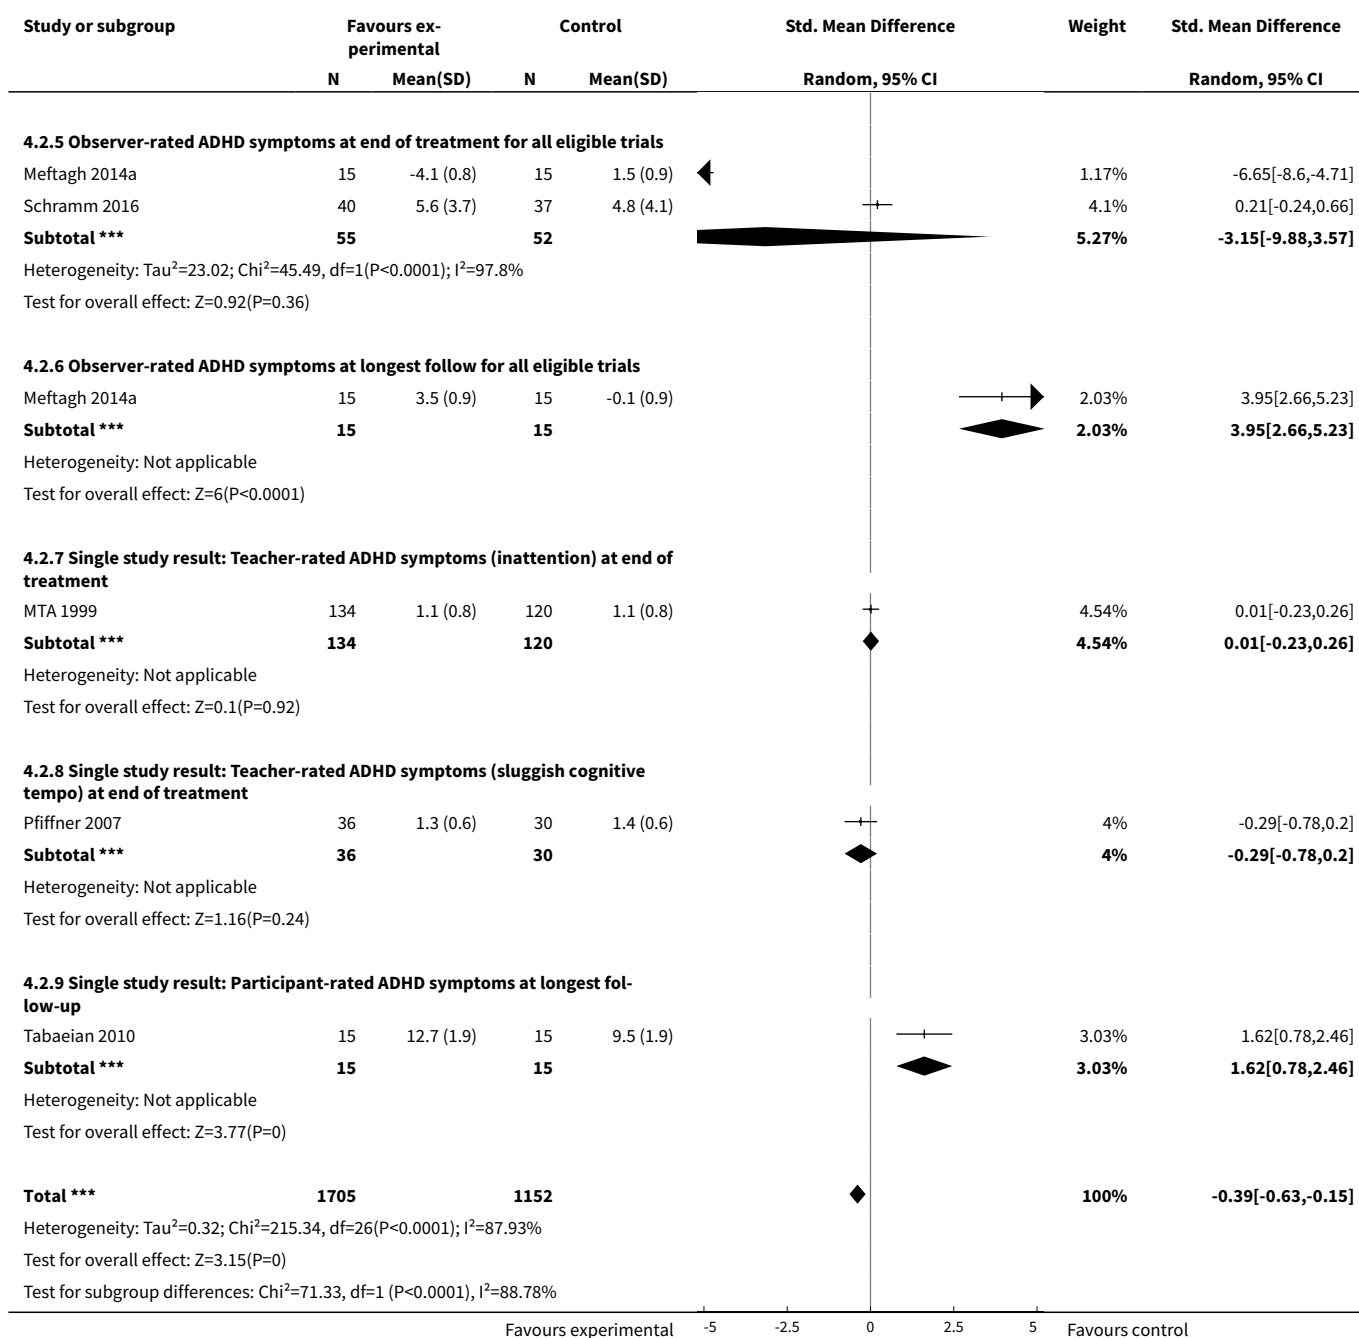 Study or subgroup Favours ex- Control Std. Mean Difference Weight Std. Mean Difference
perimental
N Mean(SD) N Mean(SD) Random, 95% CI Random, 95% CI
4.2.5 Observer-rated ADHD symptoms at end of treatment for all eligible trials
Meftagh 2014a 15 -4.1 (0.8) 15 1.5 (0.9) 1.17% -6.65[-8.6,-4.71]
Schramm 2016 40 5.6 (3.7) 37 4.8 (4.1) 4.1% 0.21[-0.24,0.66]
Subtotal *** 55 52 5.27% -3.15[-9.88,3.57]
Heterogeneity: Tau²=23.02; Chi²=45.49, df=1(P<0.0001); I²=97.8%
Test for overall effect: Z=0.92(P=0.36)
4.2.6 Observer-rated ADHD symptoms at longest follow for all eligible trials
Meftagh 2014a 15 3.5 (0.9) 15 -0.1 (0.9) 2.03% 3.95[2.66,5.23]
Subtotal *** 15 15 2.03% 3.95[2.66,5.23]
Heterogeneity: Not applicable
Test for overall effect: Z=6(P<0.0001)
4.2.7 Single study result: Teacher-rated ADHD symptoms (inattention) at end of
treatment
MTA 1999 134 1.1 (0.8) 120 1.1 (0.8) 4.54% 0.01[-0.23,0.26]
Subtotal *** 134 120 4.54% 0.01[-0.23,0.26]
Heterogeneity: Not applicable
Test for overall effect: Z=0.1(P=0.92)
4.2.8 Single study result: Teacher-rated ADHD symptoms (sluggish cognitive
tempo) at end of treatment
Pfiffner 2007 36 1.3 (0.6) 30 1.4 (0.6) 4% -0.29[-0.78,0.2]
Subtotal *** 36 30 4% -0.29[-0.78,0.2]
Heterogeneity: Not applicable
Test for overall effect: Z=1.16(P=0.24)
4.2.9 Single study result: Participant-rated ADHD symptoms at longest fol-
low-up
Tabaeian 2010 15 12.7 (1.9) 15 9.5 (1.9) 3.03% 1.62[0.78,2.46]
Subtotal *** 15 15 3.03% 1.62[0.78,2.46]
Heterogeneity: Not applicable
Test for overall effect: Z=3.77(P=0)
Total *** 1705 1152 100% -0.39[-0.63,-0.15]
Heterogeneity: Tau²=0.32; Chi²=215.34, df=26(P<0.0001); I²=87.93%
Test for overall effect: Z=3.15(P=0)
Test for subgroup differences: Chi²=71.33, df=1 (P<0.0001), I²=88.78%
Favours experimental -5 -2.5 0 2.5 5 Favours control